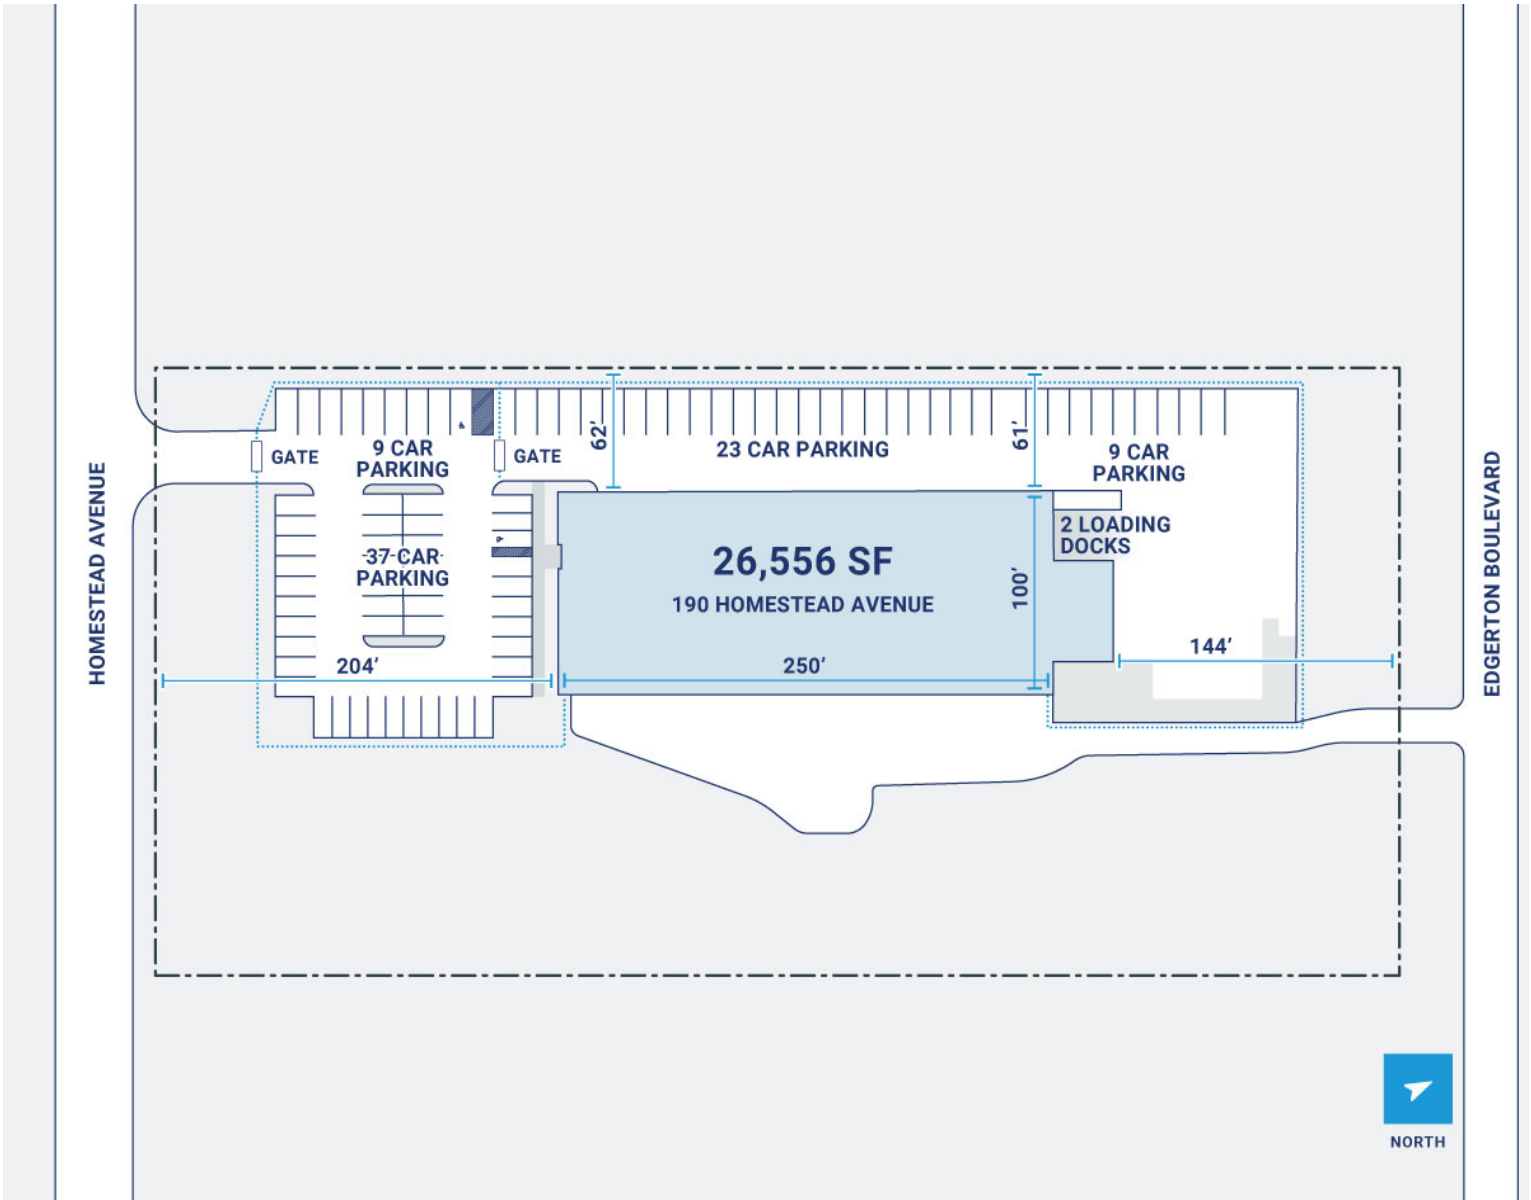 HOMESTEAD AVENUE
GATE
9 CAR
PARKING
GATE
62’
23 CAR PARKING
61’
9 CAR
PARKING
37 CAR
PARKING
26,556 SF
190 HOMESTEAD AVENUE
100’
2 LOADING
DOCKS
204’
250’
144’
EDGERTON BOULEVARD
NORTH